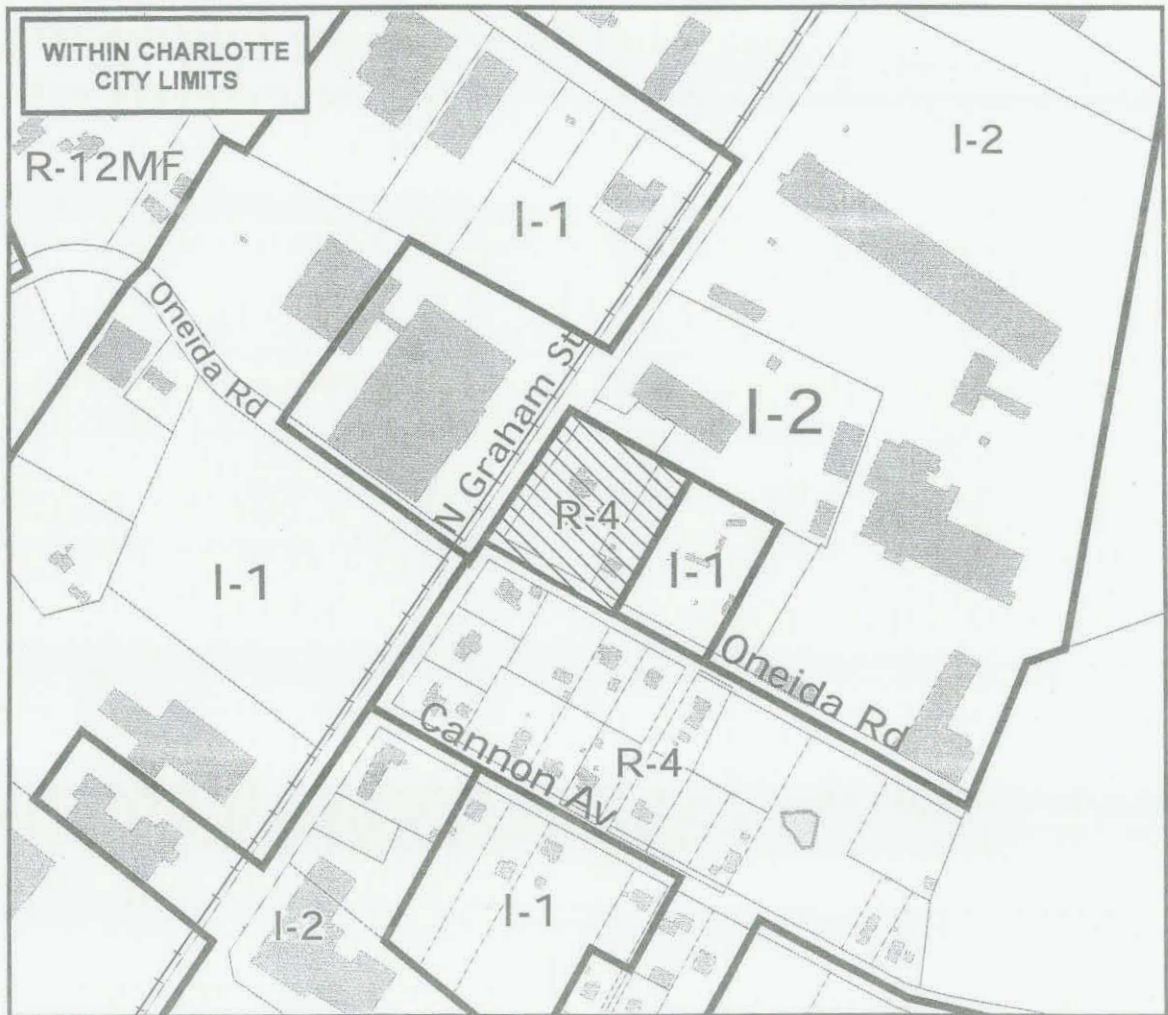 WITHIN CHARLOTTE
CITY LIMITS
R-12MF
I-2
I-1
Oneida Rd
N Graham St
I-2
R-4
I-1
I-1
Oneida Rd
Cannon Av
R-4
I-1
I-2